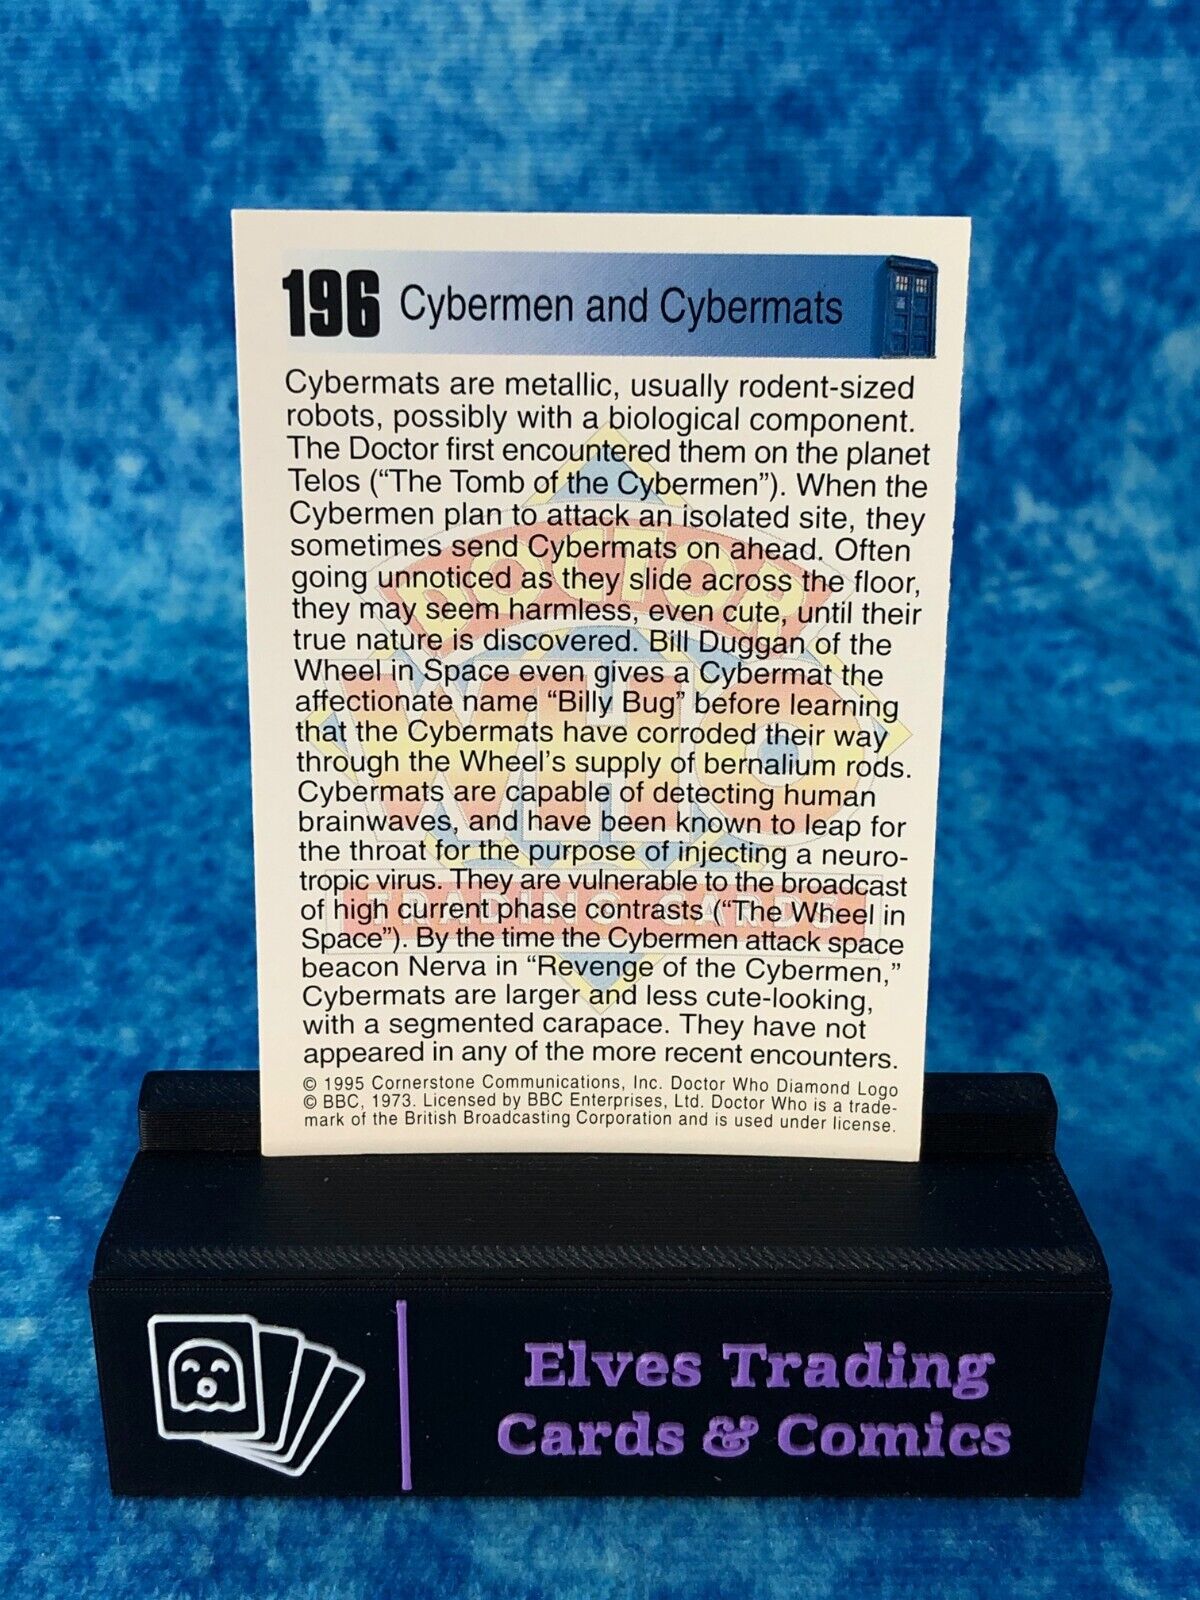 196 Cybermen and Cybermats
Cybermats are metallic, usually rodent-sized
robots, possibly with a biological component.
The Doctor first encountered them on the planet
Telos (“The Tomb of the Cybermen”). When the
Cybermen plan to attack an isolated site, they
sometimes send Cybermats on ahead. Often
going unnoticed as they slide across the floor,
they may seem harmless, even cute, until their
true nature is discovered. Bill Duggan of the
Wheel in Space even gives a Cybermat the
affectionate name “Billy Bug” before learning
that the Cybermats have corroded their way
through the Wheel’s supply of bernalium rods.
Cybermats are capable of detecting human
brainwaves, and have been known to leap for
the throat for the purpose of injecting a neuro-
tropic virus. They are vulnerable to the broadcast
of high current phase contrasts (“The Wheel in
Space”). By the time the Cybermen attack space
beacon Nerva in “Revenge of the Cybermen,”
Cybermats are larger and less cute-looking,
with a segmented carapace. They have not
appeared in any of the more recent encounters.
© 1995 Cornerstone Communications, Inc. Doctor Who Diamond Logo
© BBC, 1973. Licensed by BBC Enterprises, Ltd. Doctor Who is a trade-
mark of the British Broadcasting Corporation and is used under license.
DOCTOR
WHO
TRADING CARDS
Elves Trading
Cards & Comics